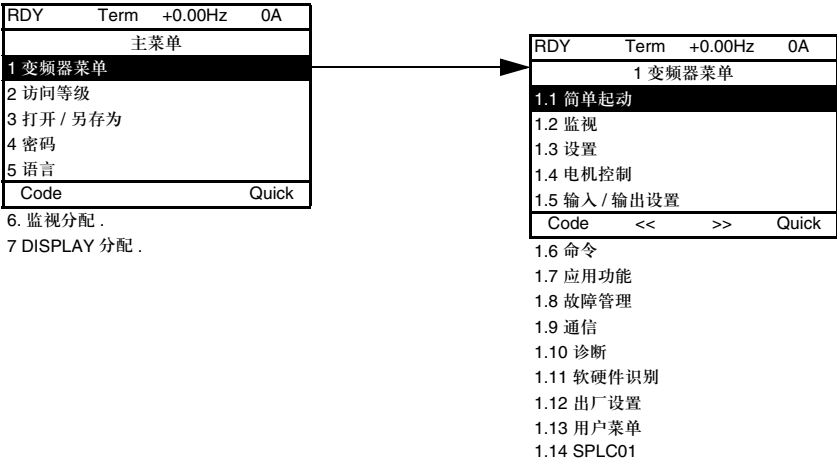 RDY Term +0.00Hz 0A
主菜单
1 变频器菜单
2 访问等级
3 打开 / 另存为
4 密码
5 语言
Code Quick
6. 监视分配 .
7 DISPLAY 分配 .
RDY Term +0.00Hz 0A
1 变频器菜单
1.1 简单起动
1.2 监视
1.3 设置
1.4 电机控制
1.5 输入 / 输出设置
Code << >> Quick
1.6 命令
1.7 应用功能
1.8 故障管理
1.9 通信
1.10 诊断
1.11 软硬件识别
1.12 出厂设置
1.13 用户菜单
1.14 SPLC01